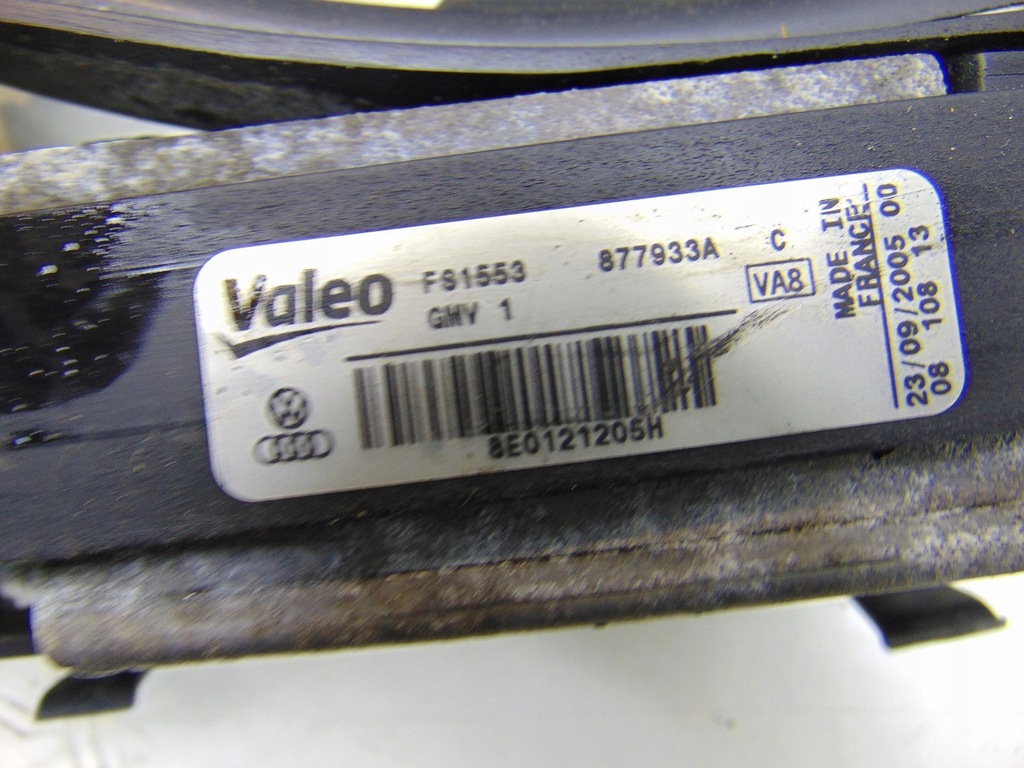 Valeo FS1553 877933A C
GMV 1 VA8
8E0121205H
MADE IN
FRANCE
23/09/2005 00
08 108 13